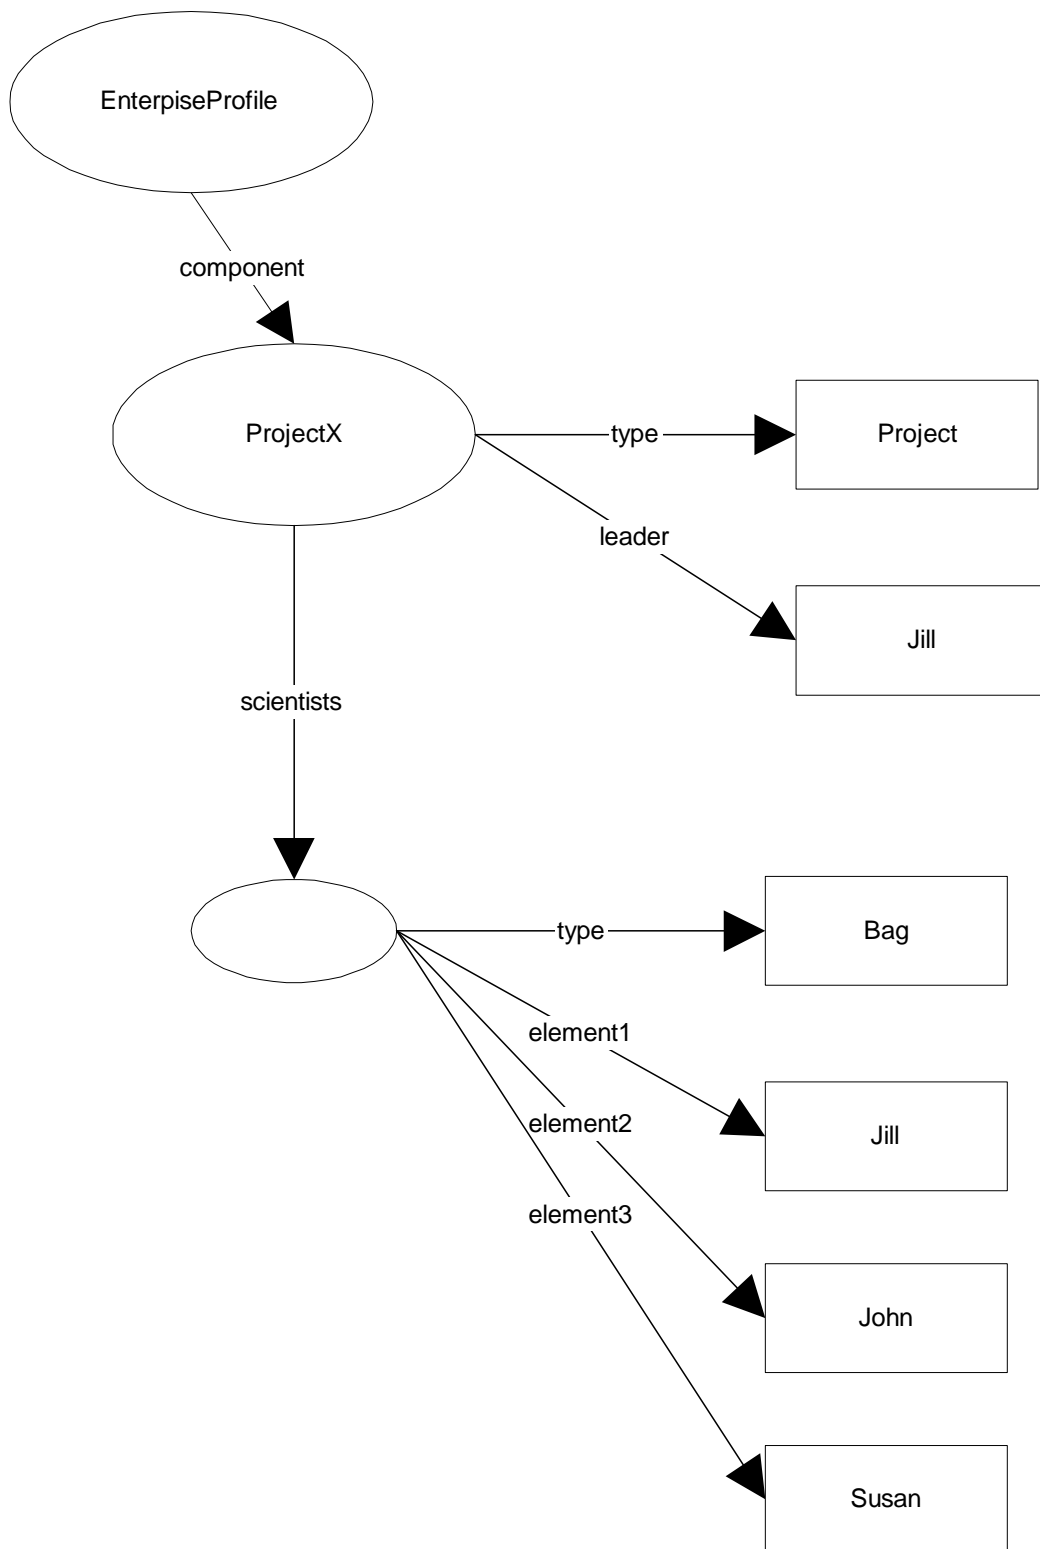 EnterpiseProfile
component
ProjectX
type
Project
leader
Jill
scientists
type
Bag
element1
Jill
element2
element3
John
Susan